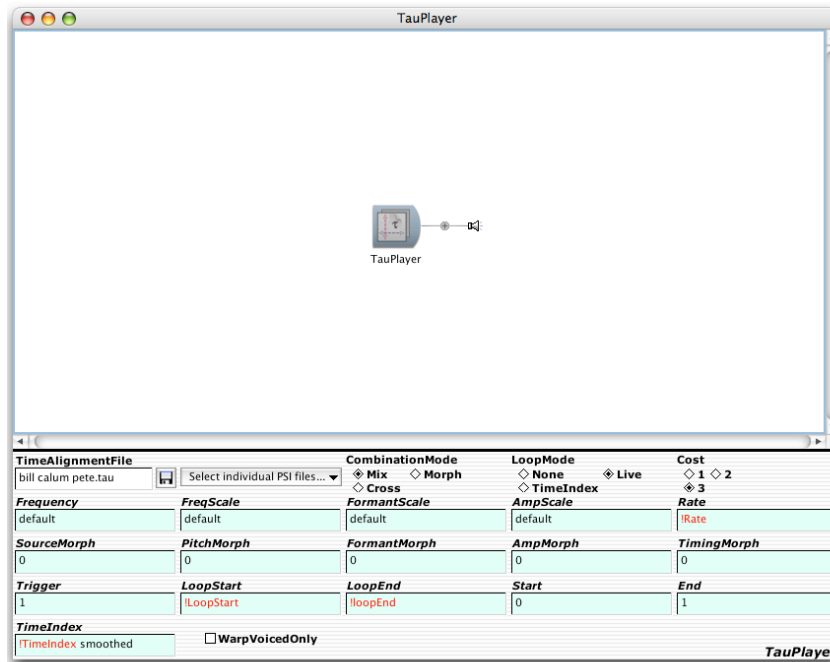 TauPlayer
τ
TauPlayer
TimeAlignmentFile
bill calum pete.tau
Select individual PSI files...
CombinationMode
Mix Morph
Cross
LoopMode
None Live
TimeIndex
Cost
1 2
3
Frequency FreqScale FormantScale AmpScale Rate
default default default default !Rate
SourceMorph PitchMorph FormantMorph AmpMorph TimingMorph
0 0 0 0 0
Trigger LoopStart LoopEnd Start End
1 !LoopStart !loopEnd 0 1
TimeIndex
!TimeIndex smoothed
WarpVoicedOnly
TauPlaye